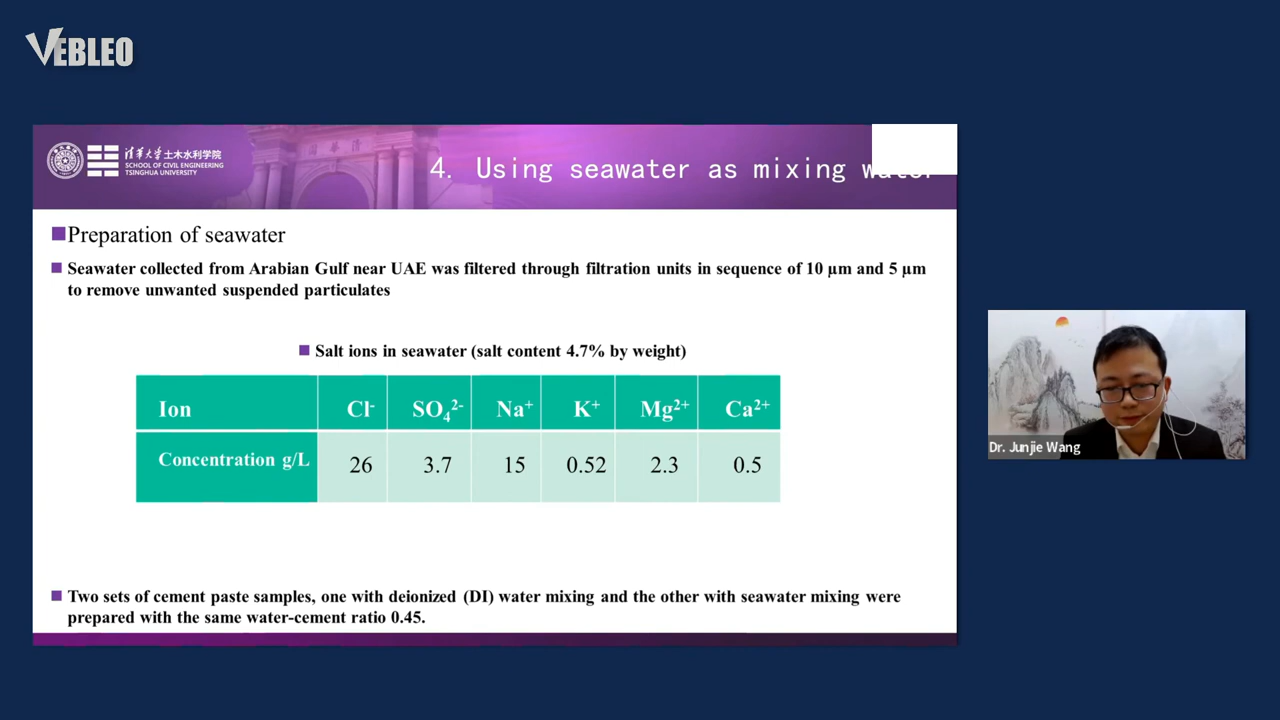 VEBLEO
清华大学土木水利学院
SCHOOL OF CIVIL ENGINEERING
TSINGHUA UNIVERSITY
4. Using seawater as mixing water
Preparation of seawater
Seawater collected from Arabian Gulf near UAE was filtered through filtration units in sequence of 10 µm and 5 µm
to remove unwanted suspended particulates
Salt ions in seawater (salt content 4.7% by weight)
Ion Cl⁻ SO₄²⁻ Na⁺ K⁺ Mg²⁺ Ca²⁺
Concentration g/L 26 3.7 15 0.52 2.3 0.5
Dr. Junjie Wang
Two sets of cement paste samples, one with deionized (DI) water mixing and the other with seawater mixing were
prepared with the same water-cement ratio 0.45.